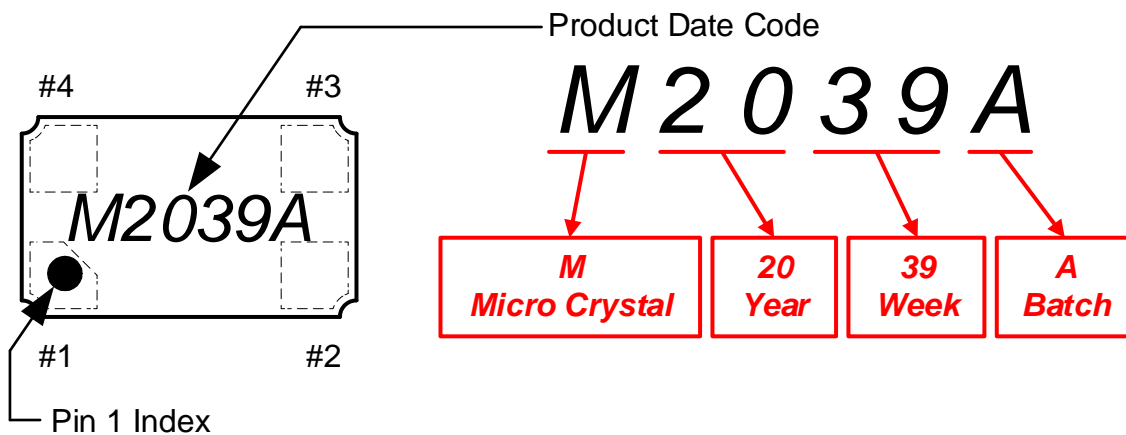 Product Date Code
M 2 0 3 9 A
#4
#3
M2039A
M
Micro Crystal
20
Year
39
Week
A
Batch
#1
#2
Pin 1 Index